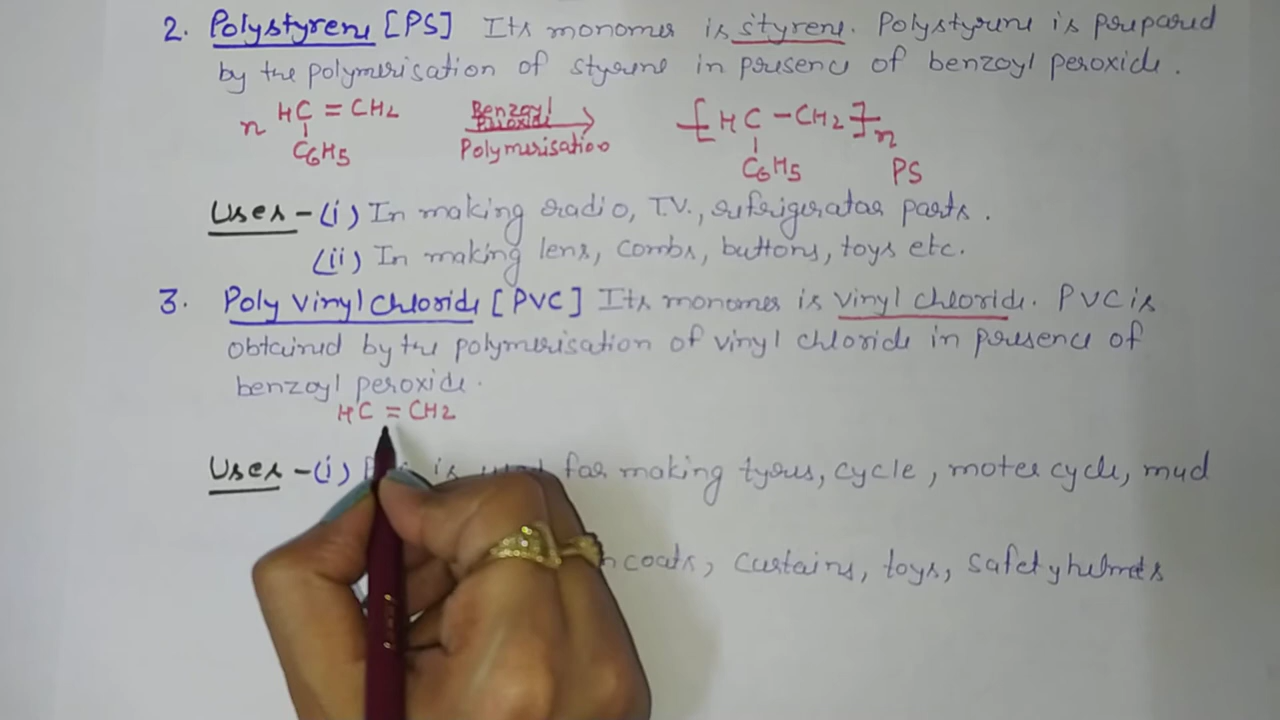 2. Polystyrene [PS] Its monomer is styrene. Polystyrene is prepared
by the polymerisation of styrene in presence of benzoyl peroxide.
n HC = CH2 Benzoyl Peroxide [HC - CH2]n
C6H5 Polymerisation C6H5 PS
Uses - (i) In making radio, T.V., refrigerator parts.
(ii) In making lens, combs, buttons, toys etc.
3. Poly Vinyl Chloride [PVC] Its monomer is vinyl chloride. PVC is
obtained by the polymerisation of vinyl chloride in presence of
benzoyl peroxide.
HC = CH2
Uses - (i) is used for making tyres, cycle, moter cycle, mud
coats, curtains, toys, safety helmets